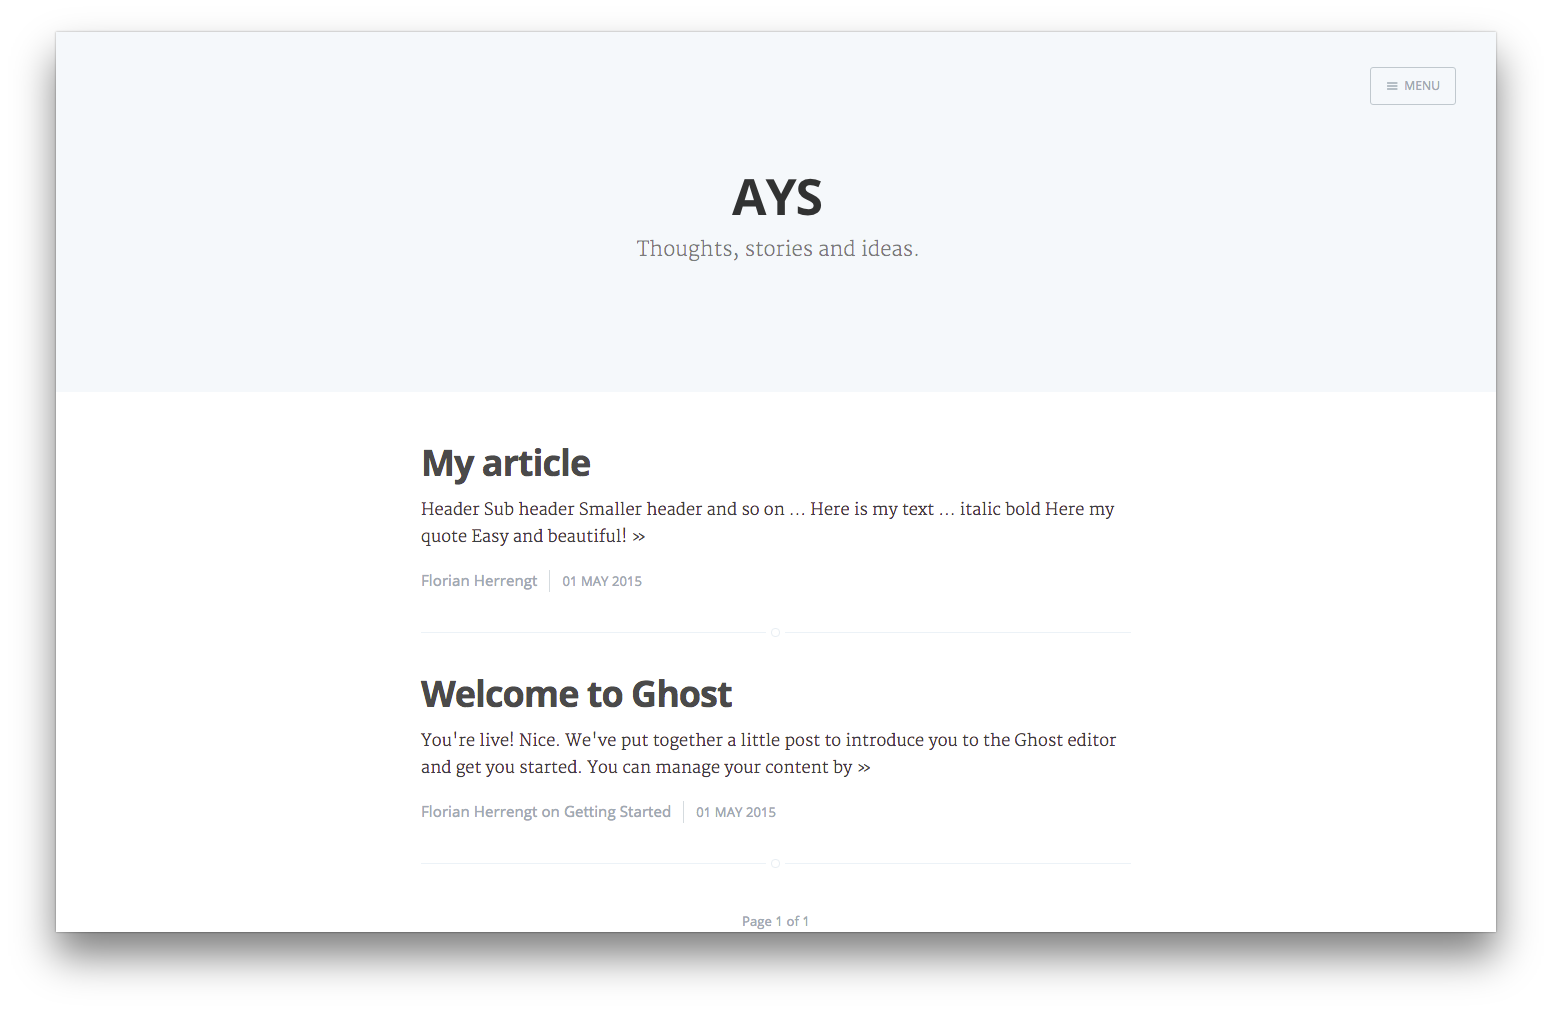 MENU
AYS
Thoughts, stories and ideas.
My article
Header Sub header Smaller header and so on ... Here is my text ... italic bold Here my
quote Easy and beautiful! »
Florian Herrengt 01 MAY 2015
Welcome to Ghost
You're live! Nice. We've put together a little post to introduce you to the Ghost editor
and get you started. You can manage your content by »
Florian Herrengt on Getting Started 01 MAY 2015
Page 1 of 1